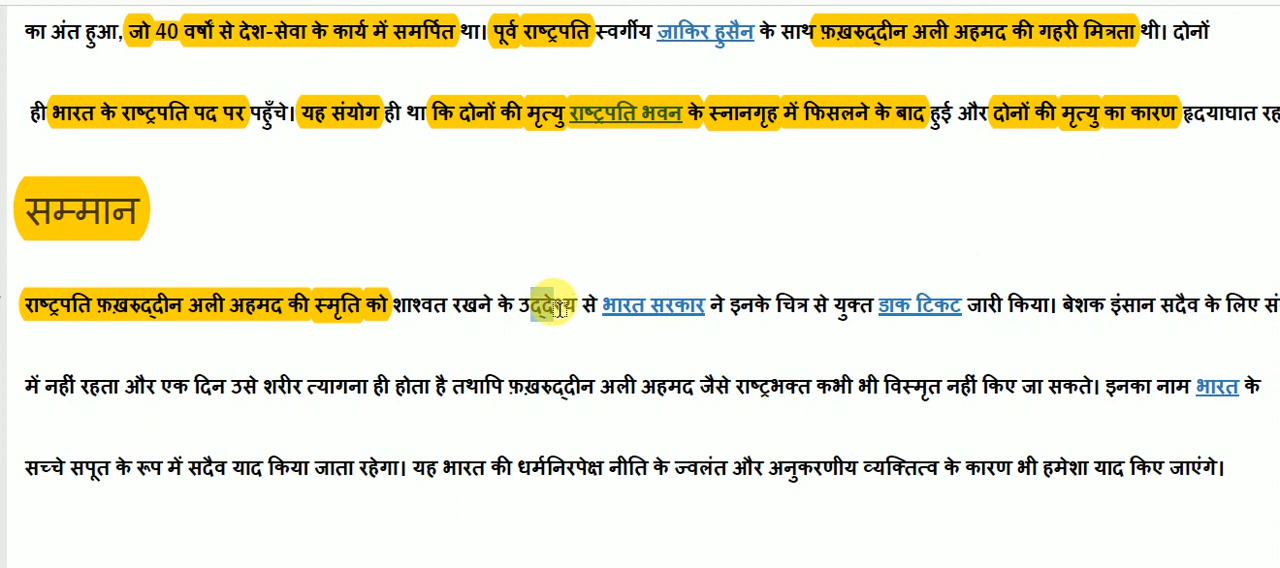 का अंत हुआ, जो 40 वर्षों से देश-सेवा के कार्य में समर्पित था। पूर्व राष्ट्रपति स्वर्गीय ज़ाकिर हुसैन के साथ फ़ख़रुद्दीन अली अहमद की गहरी मित्रता थी। दोनों
ही भारत के राष्ट्रपति पद पर पहुँचे। यह संयोग ही था कि दोनों की मृत्यु राष्ट्रपति भवन के स्नानगृह में फिसलने के बाद हुई और दोनों की मृत्यु का कारण हृदयाघात
सम्मान
राष्ट्रपति फ़ख़रुद्दीन अली अहमद की स्मृति को शाश्वत रखने के उद्देश्य से भारत सरकार ने इनके चित्र से युक्त डाक टिकट जारी किया। बेशक इंसान सदैव के लिए
में नहीं रहता और एक दिन उसे शरीर त्यागना ही होता है तथापि फ़ख़रुद्दीन अली अहमद जैसे राष्ट्रभक्त कभी भी विस्मृत नहीं किए जा सकते। इनका नाम भारत के
सच्चे सपूत के रूप में सदैव याद किया जाता रहेगा। यह भारत की धर्मनिरपेक्ष नीति के ज्वलंत और अनुकरणीय व्यक्तित्व के कारण भी हमेशा याद किए जाएंगे।